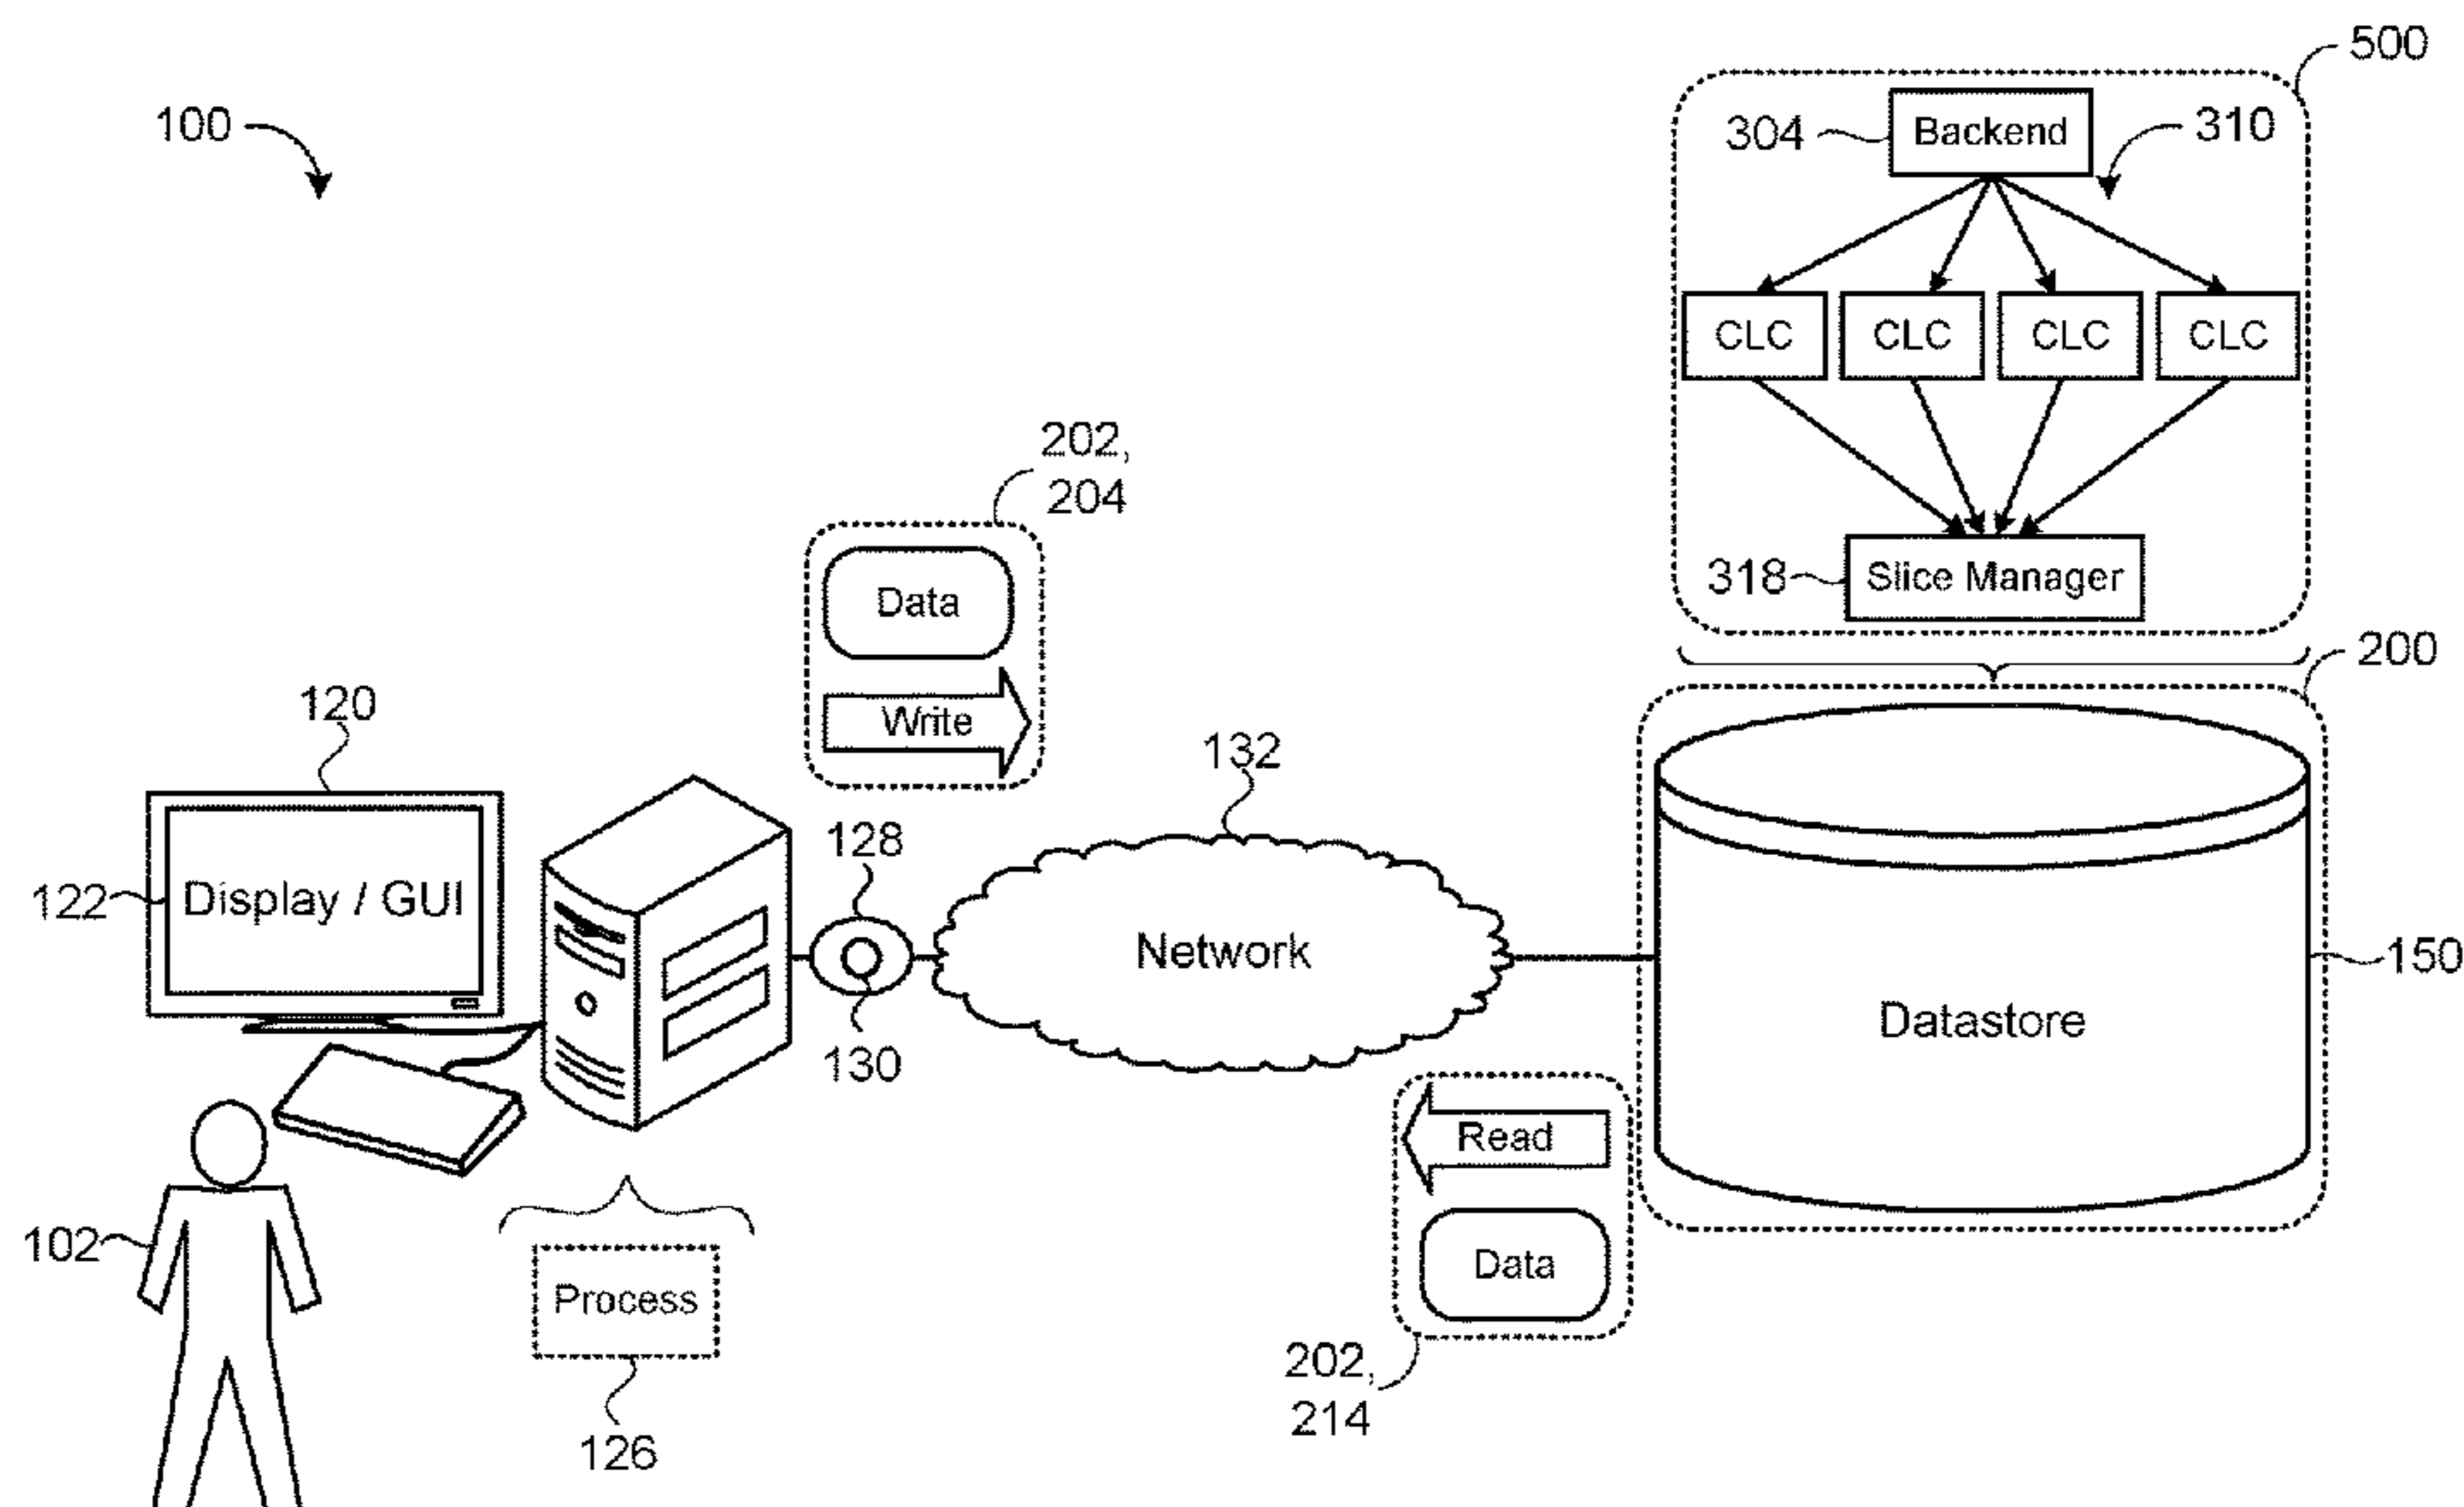 500
100
304
Backend
310
CLC
CLC
CLC
CLC
202,
204
Data
318
Slice Manager
200
120
Write
132
128
122
Display / GUI
Network
150
Datastore
130
Read
102
Data
Process
202,
214
126